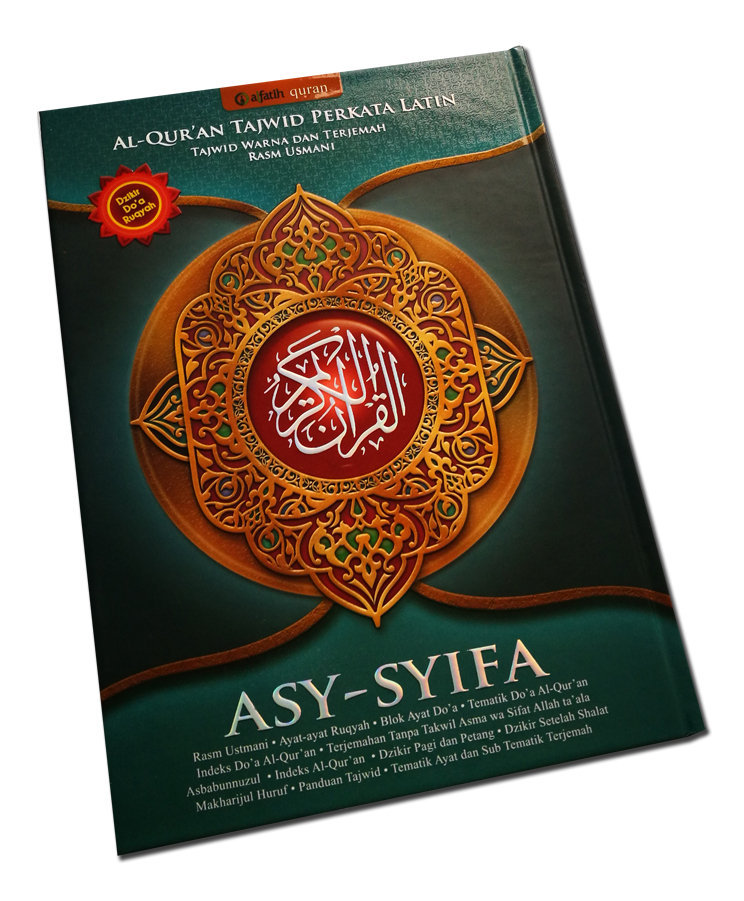 alfatih quran
AL-QUR'AN TAJWID PERKATA LATIN
TAJWID WARNA DAN TERJEMAH
RASM USMANI
Dzikir
Do'a
Ruqyah
القرآن الكريم
ASY-SYIFA
Rasm Ustmani • Ayat-ayat Ruqyah • Blok Ayat Do'a • Tematik Do'a Al-Qur'an
Indeks Do'a Al-Qur'an • Terjemahan Tanpa Takwil Asma wa Sifat Allah ta'ala
Asbabunnuzul • Indeks Al-Qur'an • Dzikir Pagi dan Petang • Dzikir Setelah Shalat
Makharijul Huruf • Panduan Tajwid • Tematik Ayat dan Sub Tematik Terjemah